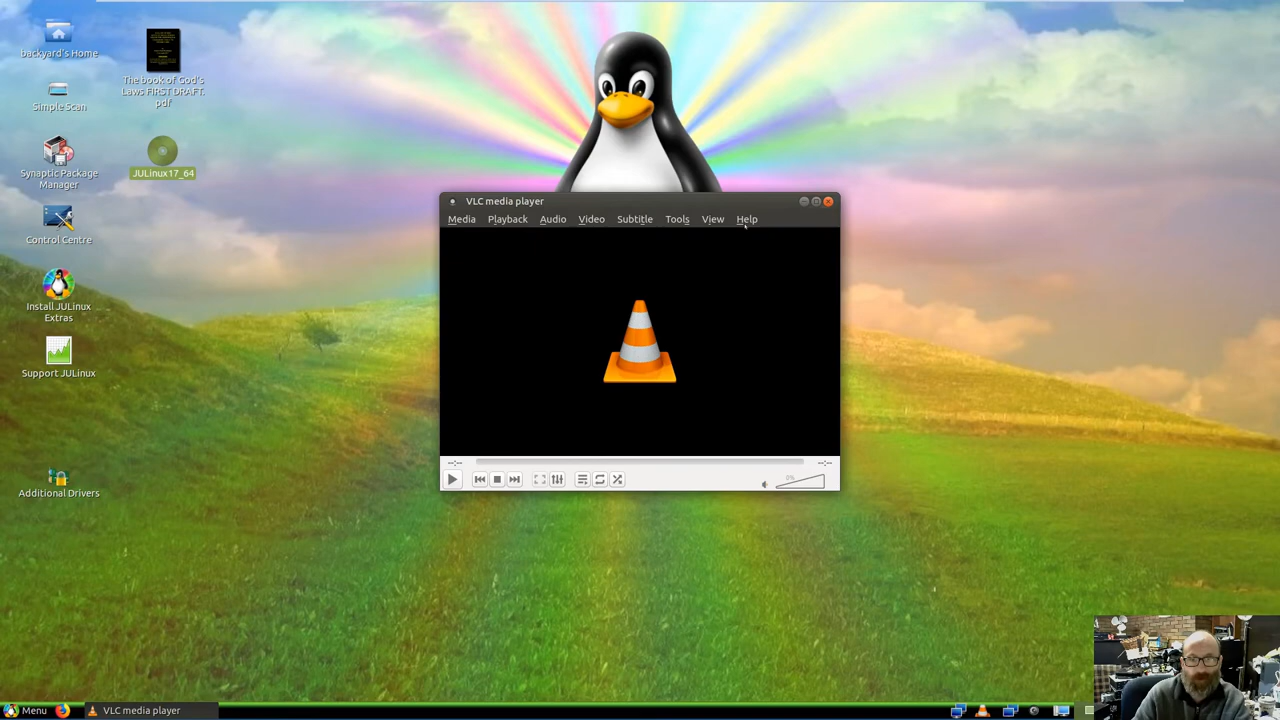 backyard's Home
The book of God's
Laws FIRST DRAFT.
pdf
Simple Scan
Synaptic Package
Manager
JULinux17_64
Control Centre
Install JULinux
Extras
Support JULinux
Additional Drivers
VLC media player
Media Playback Audio Video Subtitle Tools View Help
--:-- --:--
0%
Menu VLC media player